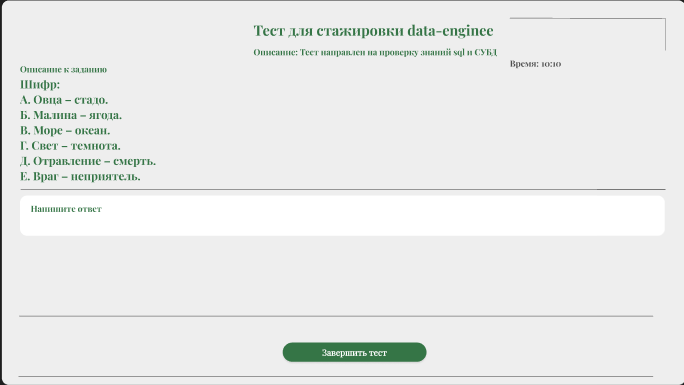 Тест для стажировки data-enginee
Описание: Тест направлен на проверку знаний sql и СУБД
Время: 10:10
Описание к заданию
Шифр:
А. Овца – стадо.
Б. Малина – ягода.
В. Море – океан.
Г. Свет – темнота.
Д. Отравление – смерть.
Е. Враг – неприятель.
Напишите ответ
Завершить тест